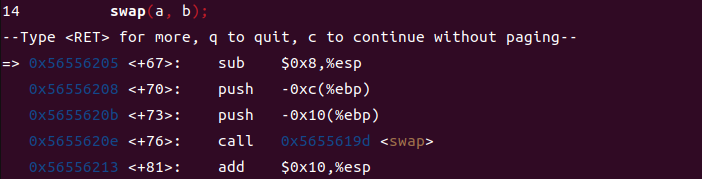 14 swap(a, b);
--Type <RET> for more, q to quit, c to continue without paging--
=> 0x56556205 <+67>: sub $0x8,%esp
0x56556208 <+70>: push -0xc(%ebp)
0x5655620b <+73>: push -0x10(%ebp)
0x5655620e <+76>: call 0x5655619d <swap>
0x56556213 <+81>: add $0x10,%esp